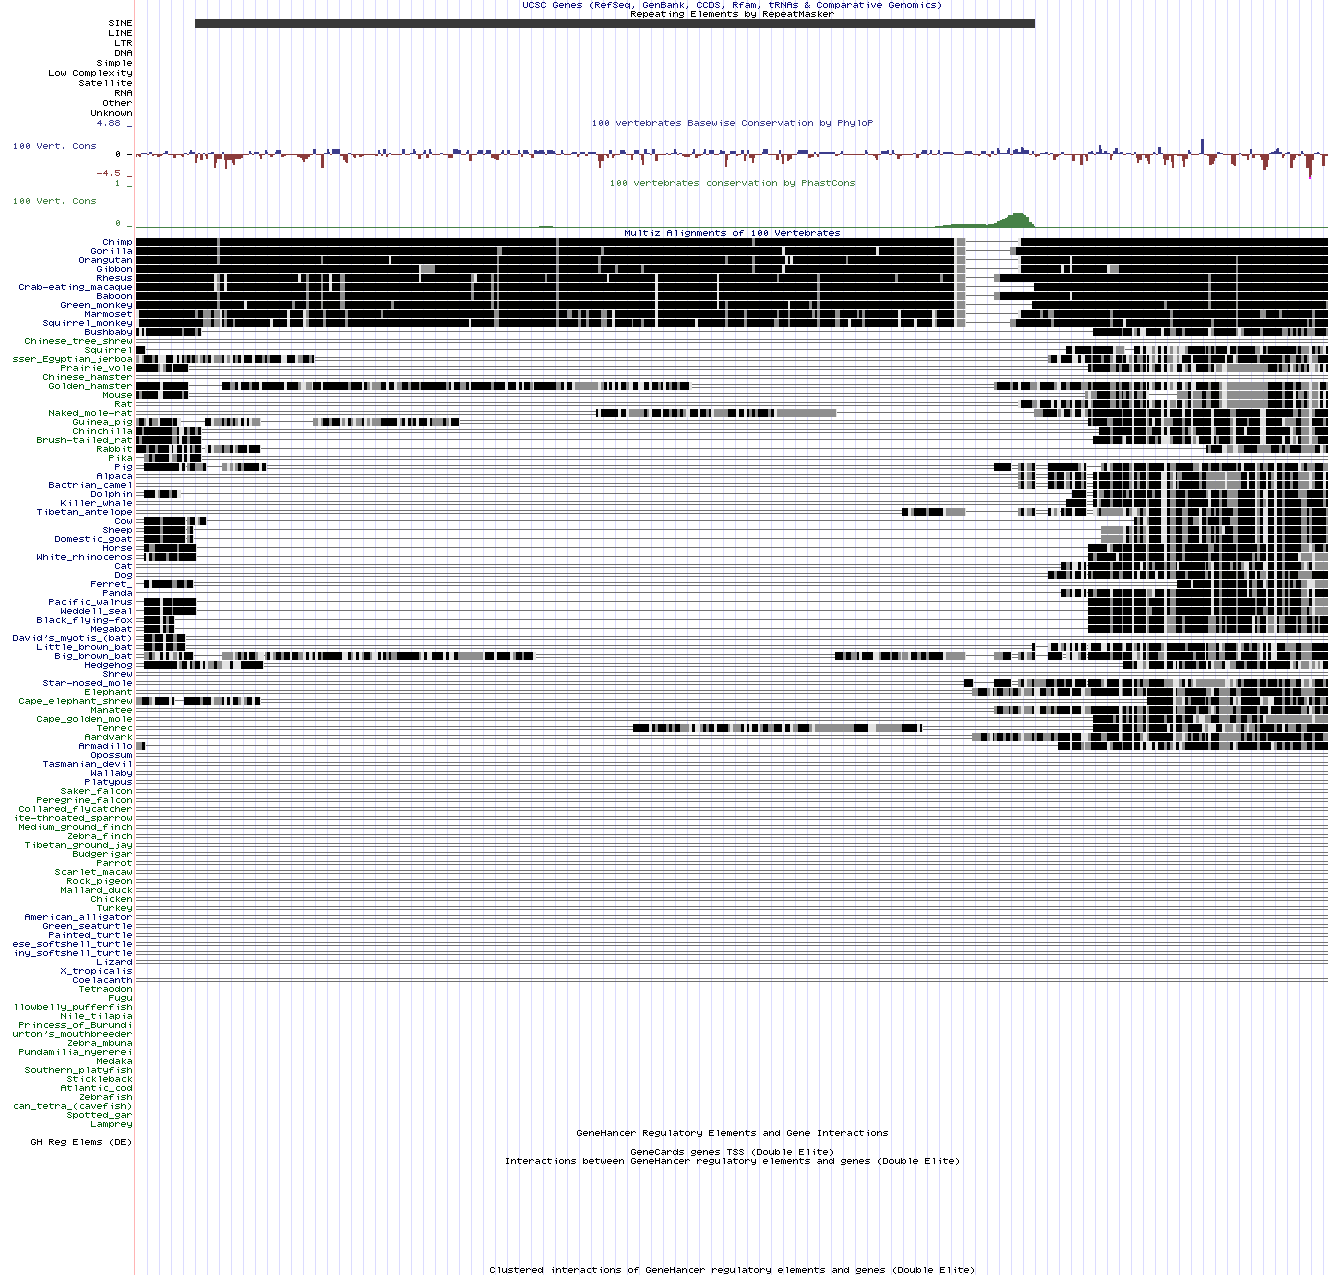 UCSC Genes (RefSeq, GenBank, CCDS, Rfam, tRNAs & Comparative Genomics)
Repeating Elements by RepeatMasker
SINE
LINE
LTR
DNA
Simple
Low Complexity
Satellite
RNA
Other
Unknown
100 vertebrates Basewise Conservation by PhyloP
4.88 _
100 Vert. Cons
0 _
-4.5 _
100 vertebrates conservation by PhastCons
1 _
100 Vert. Cons
0 _
Multiz Alignments of 100 Vertebrates
Chimp
Gorilla
Orangutan
Gibbon
Rhesus
Crab-eating_macaque
Baboon
Green_monkey
Marmoset
Squirrel_monkey
Bushbaby
Chinese_tree_shrew
Squirrel
sser_Egyptian_jerboa
Prairie_vole
Chinese_hamster
Golden_hamster
Mouse
Rat
Naked_mole-rat
Guinea_pig
Chinchilla
Brush-tailed_rat
Rabbit
Pika
Pig
Alpaca
Bactrian_camel
Dolphin
Killer_whale
Tibetan_antelope
Cow
Sheep
Domestic_goat
Horse
White_rhinoceros
Cat
Dog
Ferret_
Panda
Pacific_walrus
Weddell_seal
Black_flying-fox
Megabat
David's_myotis_(bat)
Little_brown_bat
Big_brown_bat
Hedgehog
Shrew
Star-nosed_mole
Elephant
Cape_elephant_shrew
Manatee
Cape_golden_mole
Tenrec
Aardvark
Armadillo
Opossum
Tasmanian_devil
Wallaby
Platypus
Saker_falcon
Peregrine_falcon
Collared_flycatcher
ite-throated_sparrow
Medium_ground_finch
Zebra_finch
Tibetan_ground_jay
Budgerigar
Parrot
Scarlet_macaw
Rock_pigeon
Mallard_duck
Chicken
Turkey
American_alligator
Green_seaturtle
Painted_turtle
ese_softshell_turtle
iny_softshell_turtle
Lizard
X_tropicalis
Coelacanth
Tetraodon
Fugu
llowbelly_pufferfish
Nile_tilapia
Princess_of_Burundi
urton's_mouthbreeder
Zebra_mbuna
Pundamilia_nyererei
Medaka
Southern_platyfish
Stickleback
Atlantic_cod
Zebrafish
can_tetra_(cavefish)
Spotted_gar
Lamprey
GeneHancer Regulatory Elements and Gene Interactions
GH Reg Elems (DE)
GeneCards genes TSS (Double Elite)
Interactions between GeneHancer regulatory elements and genes (Double Elite)
Clustered interactions of GeneHancer regulatory elements and genes (Double Elite)